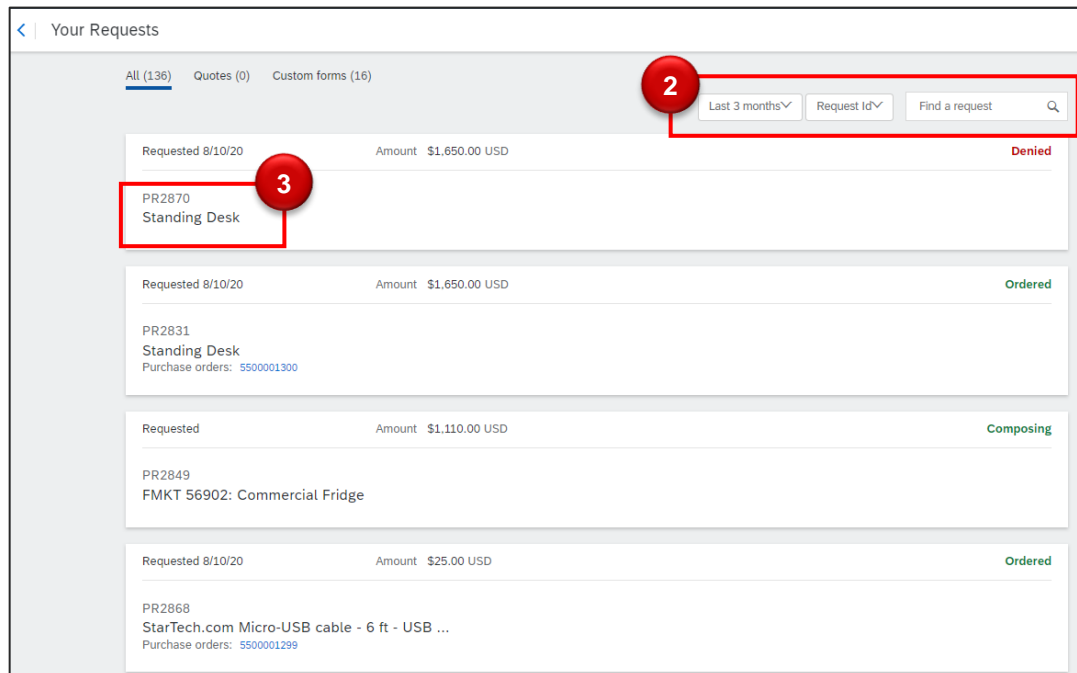 Your Requests
All (136) Quotes (0) Custom forms (16)
2
Last 3 months Request Id Find a request
Requested 8/10/20 Amount $1,650.00 USD Denied
3
PR2870
Standing Desk
Requested 8/10/20 Amount $1,650.00 USD Ordered
PR2831
Standing Desk
Purchase orders: 5500001300
Requested Amount $1,110.00 USD Composing
PR2849
FMKT 56902: Commercial Fridge
Requested 8/10/20 Amount $25.00 USD Ordered
PR2868
StarTech.com Micro-USB cable - 6 ft - USB ...
Purchase orders: 5500001299